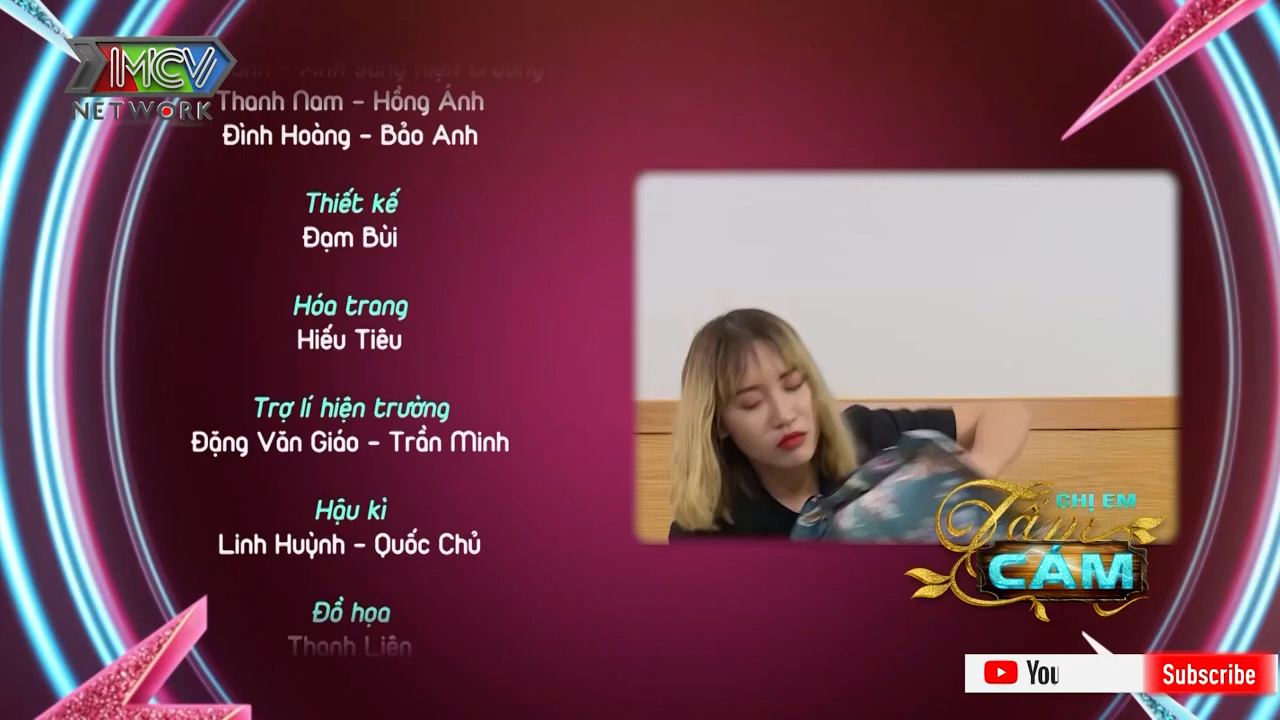 MCV
NETWORK
Thanh Nam - Hồng Ánh
Đình Hoàng - Bảo Anh
Thiết kế
Đạm Bùi
Hóa trang
Hiếu Tiêu
Trợ lí hiện trường
Đặng Văn Giáo - Trần Minh
Hậu kì
Linh Huỳnh - Quốc Chủ
Đồ họa
Thanh Liên
CHỊ EM
Tấm
CÁM
You
Subscribe